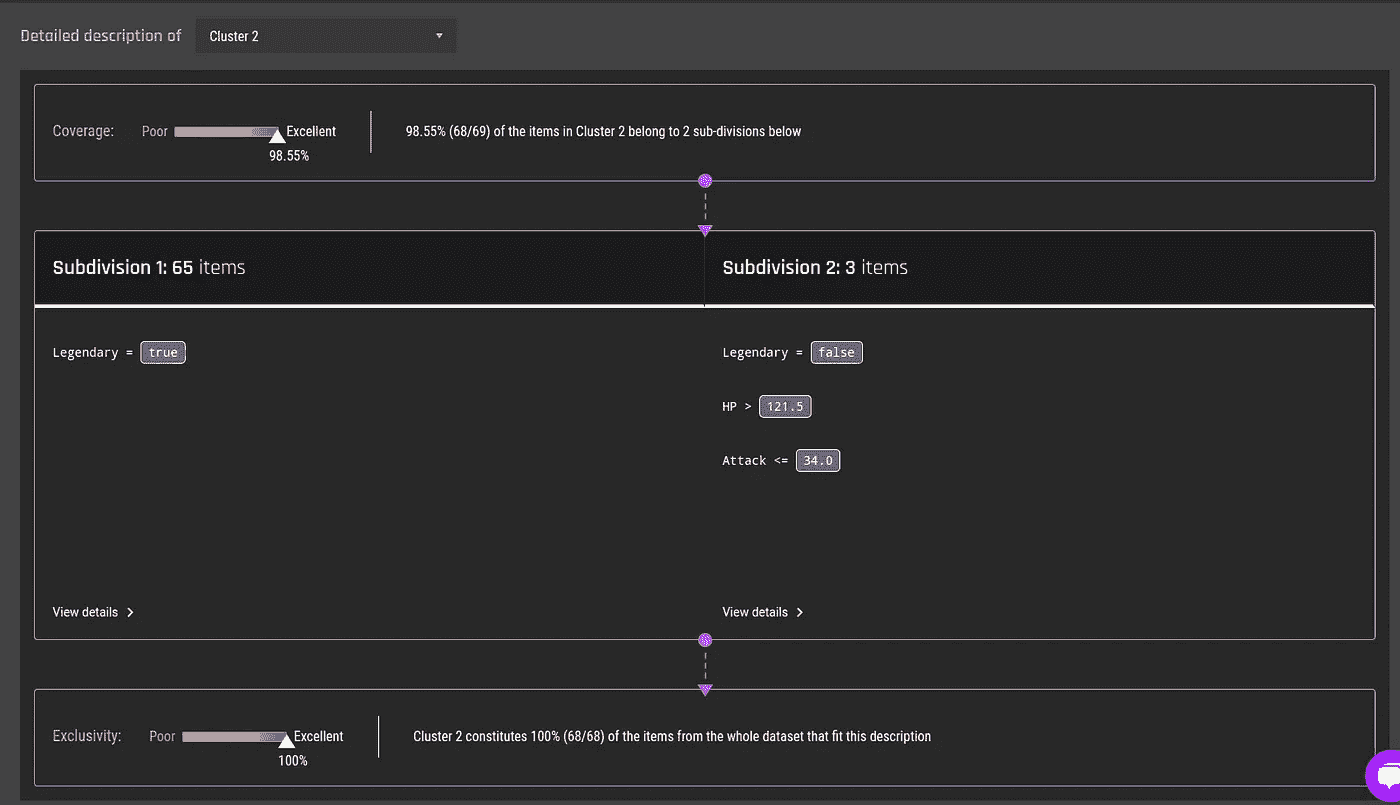 Detailed description of Cluster 2
Coverage: Poor Excellent 98.55% (68/69) of the items in Cluster 2 belong to 2 sub-divisions below
98.55%
Subdivision 1: 65 items
Subdivision 2: 3 items
Legendary = true
Legendary = false
HP > 121.5
Attack <= 34.0
View details >
View details >
Exclusivity: Poor Excellent Cluster 2 constitutes 100% (68/68) of the items from the whole dataset that fit this description
100%